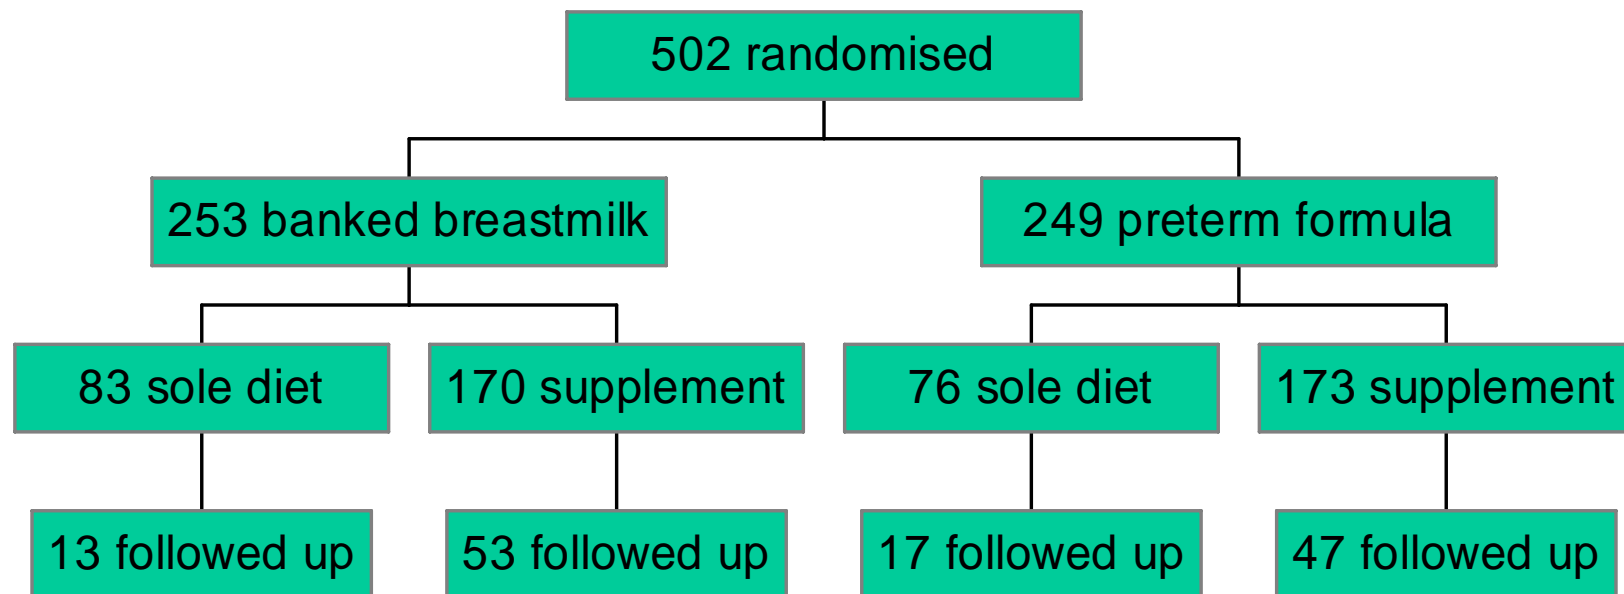 502 randomised
253 banked breastmilk
249 preterm formula
83 sole diet
170 supplement
76 sole diet
173 supplement
13 followed up
53 followed up
17 followed up
47 followed up